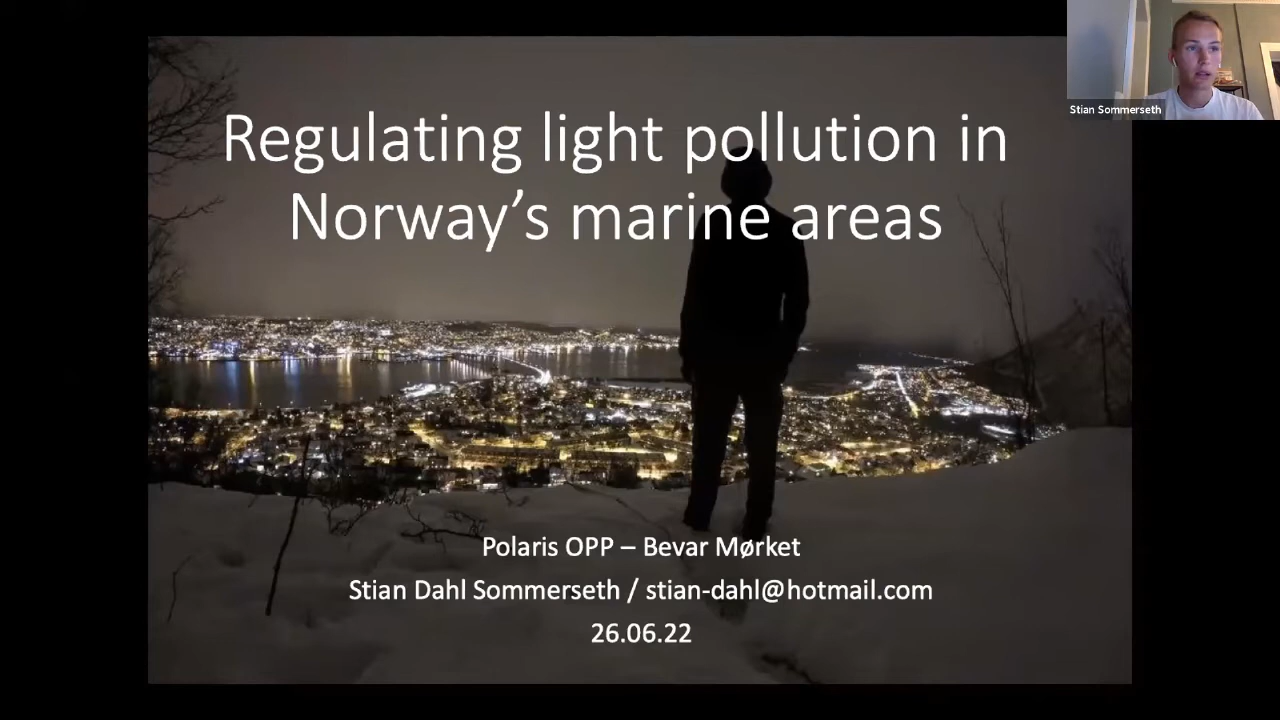 Regulating light pollution in
Norway's marine areas
Stian Sommerseth
Polaris OPP – Bevar Mørket
Stian Dahl Sommerseth / stian-dahl@hotmail.com
26.06.22